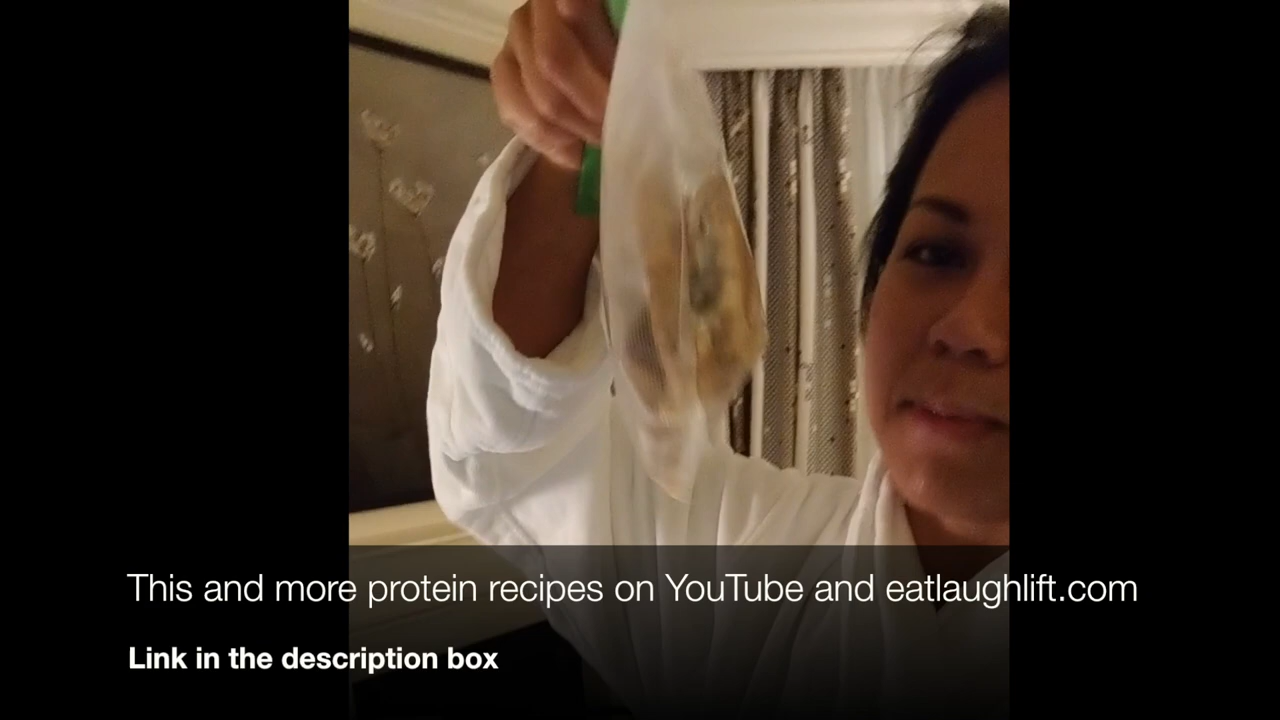 This and more protein recipes on YouTube and eatlaughlift.com
Link in the description box